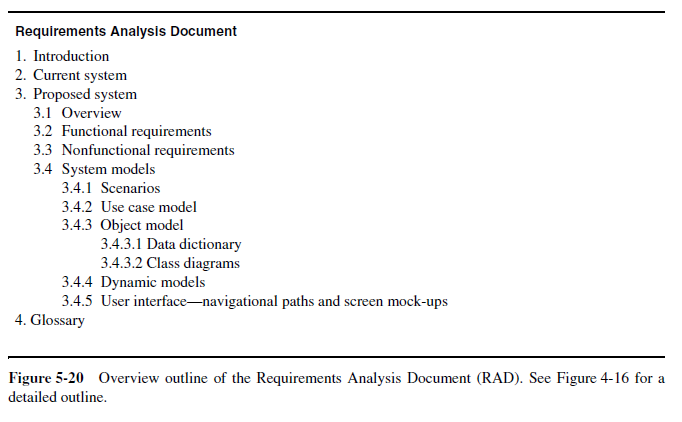 Requirements Analysis Document
1. Introduction
2. Current system
3. Proposed system
3.1 Overview
3.2 Functional requirements
3.3 Nonfunctional requirements
3.4 System models
3.4.1 Scenarios
3.4.2 Use case model
3.4.3 Object model
3.4.3.1 Data dictionary
3.4.3.2 Class diagrams
3.4.4 Dynamic models
3.4.5 User interface—navigational paths and screen mock-ups
4. Glossary
Figure 5-20 Overview outline of the Requirements Analysis Document (RAD). See Figure 4-16 for a
detailed outline.